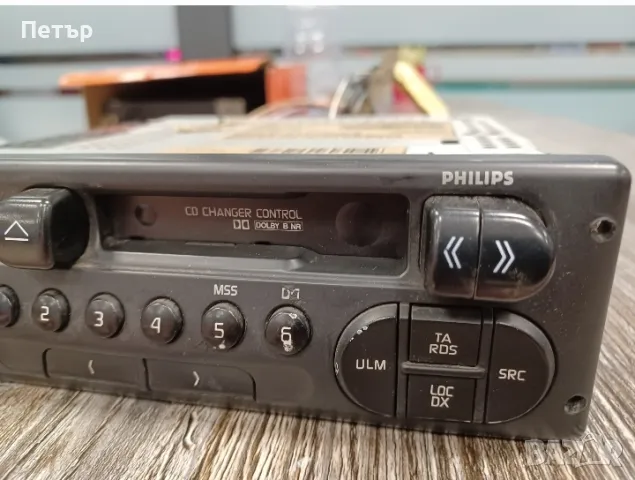 Петър
PHILIPS
CD CHANGER CONTROL
DOLBY B NR
« »
MSS
2 3 4 5 6
‹ ›
ULM
TA
RDS
LOC
DX
SRC